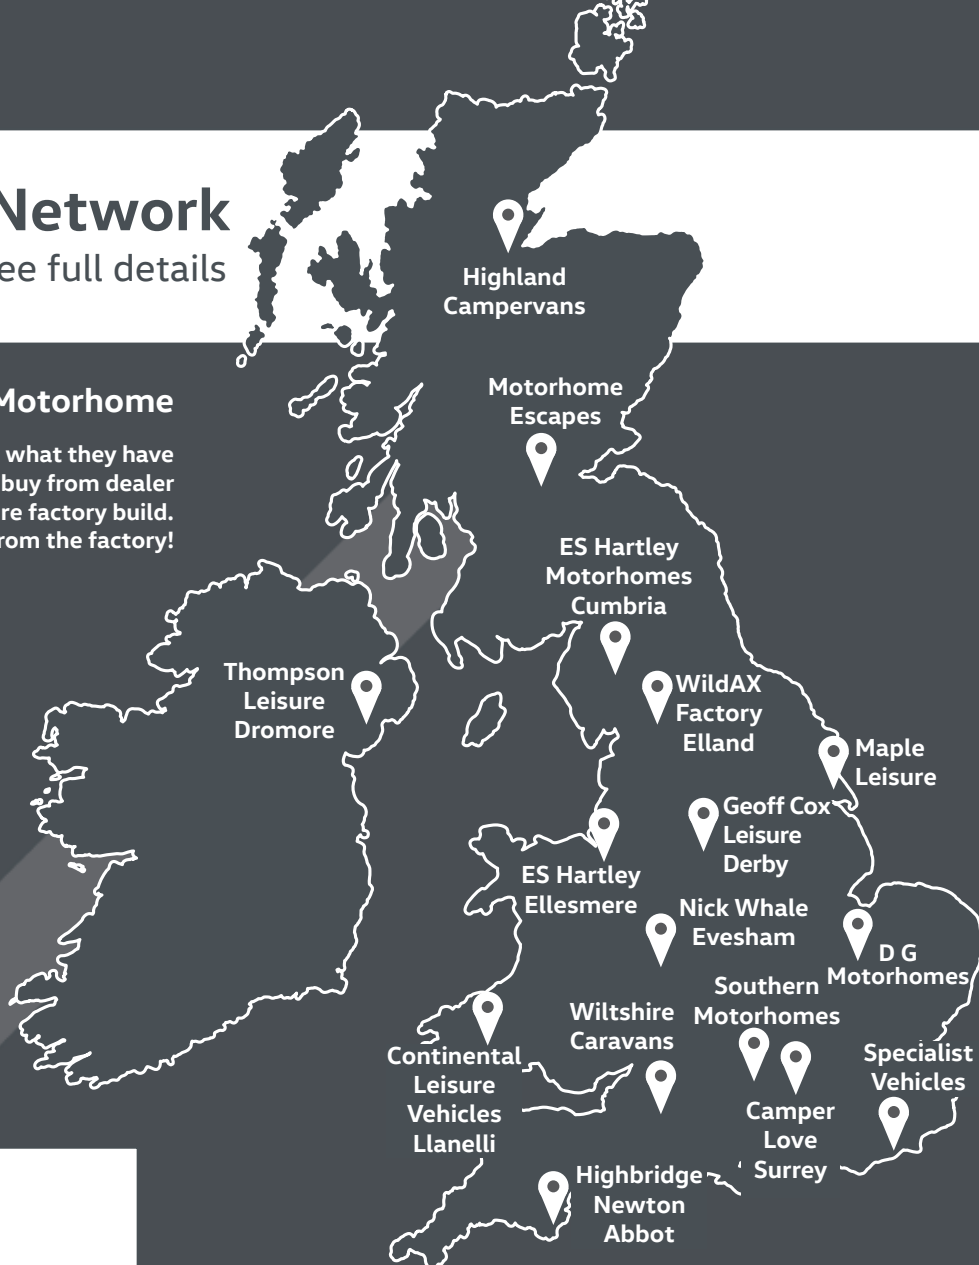 Network
ee full details
Motorhome
what they have
buy from dealer
re factory build.
rom the factory!
Highland
Campervans
Motorhome
Escapes
ES Hartley
Motorhomes
Cumbria
Thompson
Leisure
Dromore
WildAX
Factory
Elland
Maple
Leisure
Geoff Cox
Leisure
Derby
ES Hartley
Ellesmere
Nick Whale
Evesham
D G
Motorhomes
Southern
Motorhomes
Wiltshire
Caravans
Continental
Leisure
Vehicles
Llanelli
Specialist
Vehicles
Camper
Love
Surrey
Highbridge
Newton
Abbot